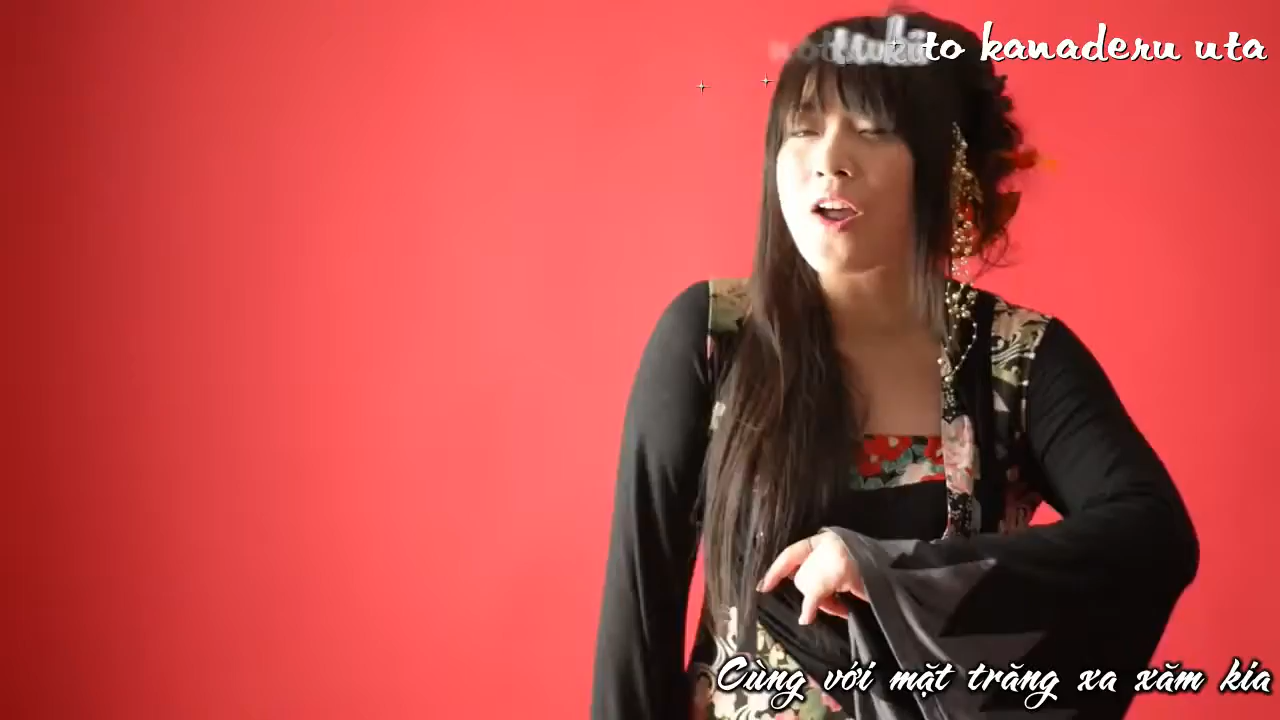 to kanaderu uta
Cùng với mặt trăng xa xăm kia